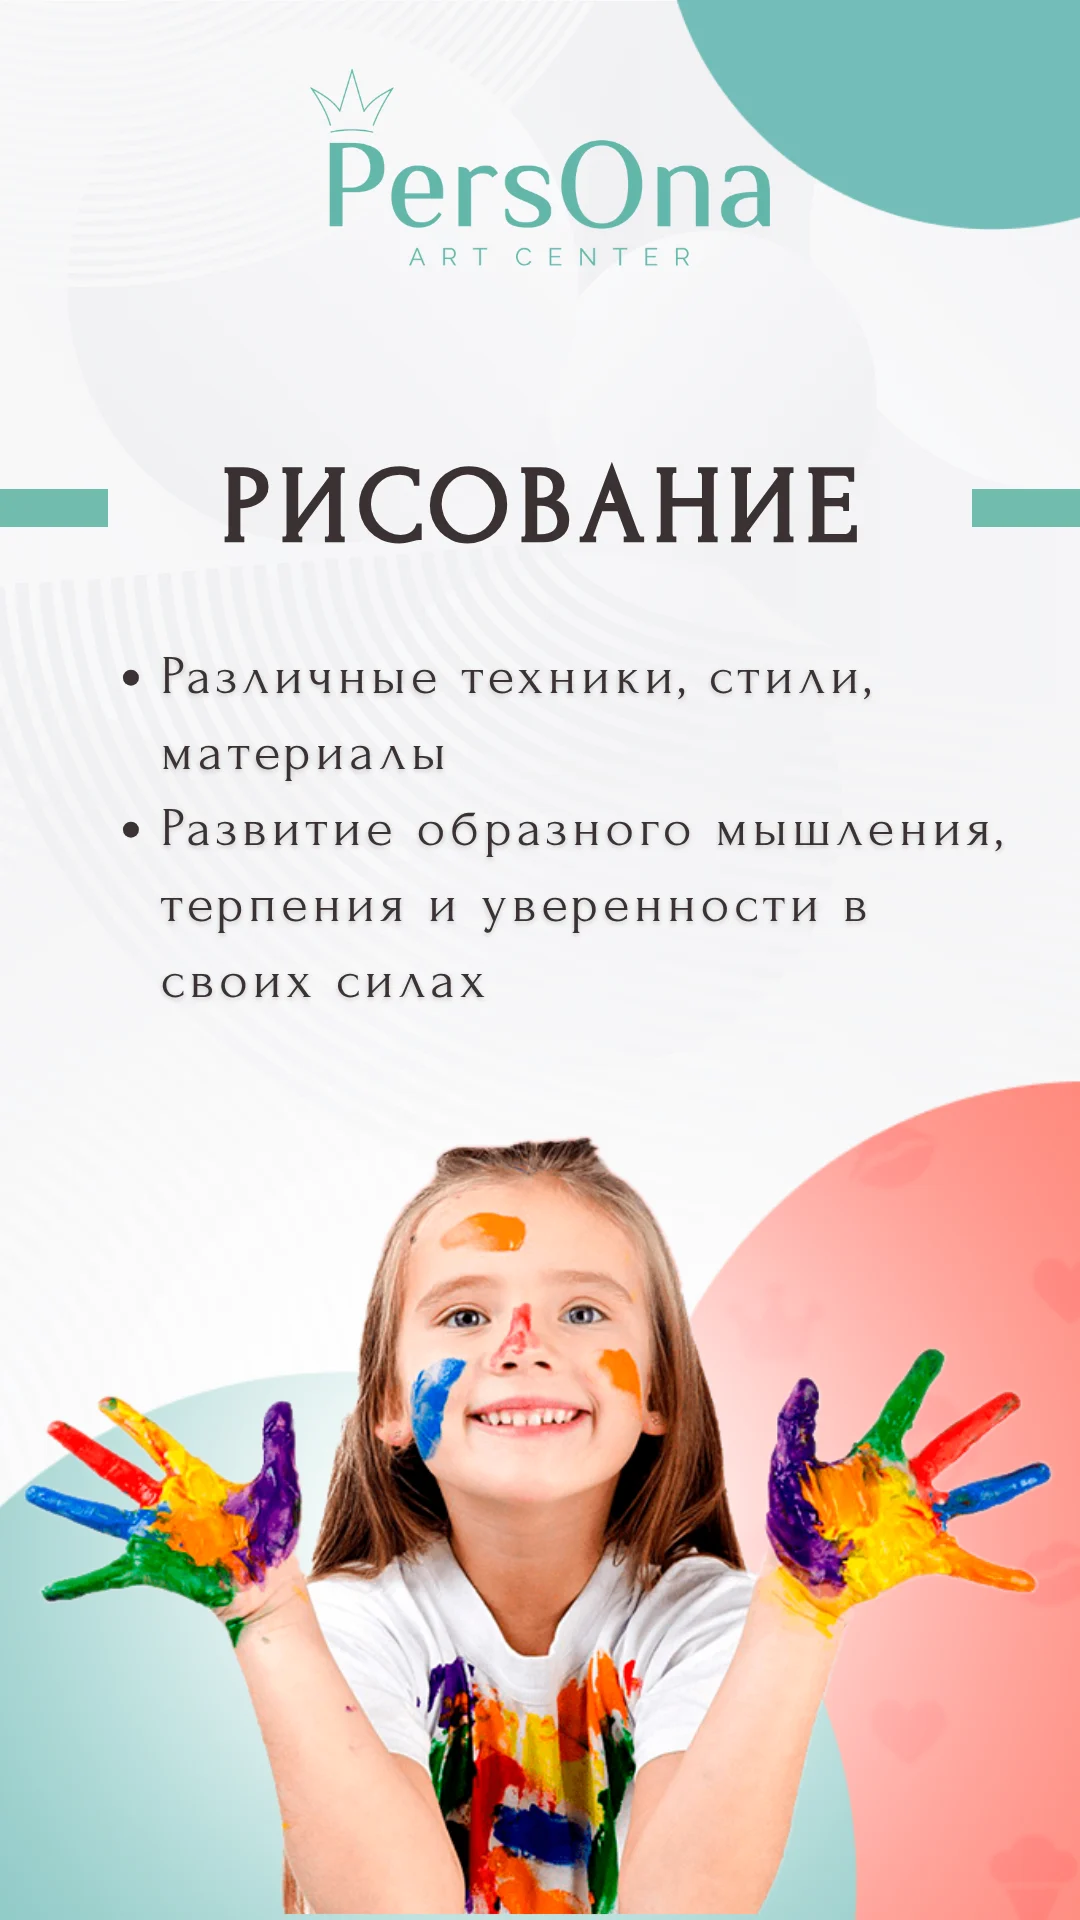 PersOna
ART CENTER
РИСОВАНИЕ
• Различные техники, стили,
материалы
• Развитие образного мышления,
терпения и уверенности в
своих силах